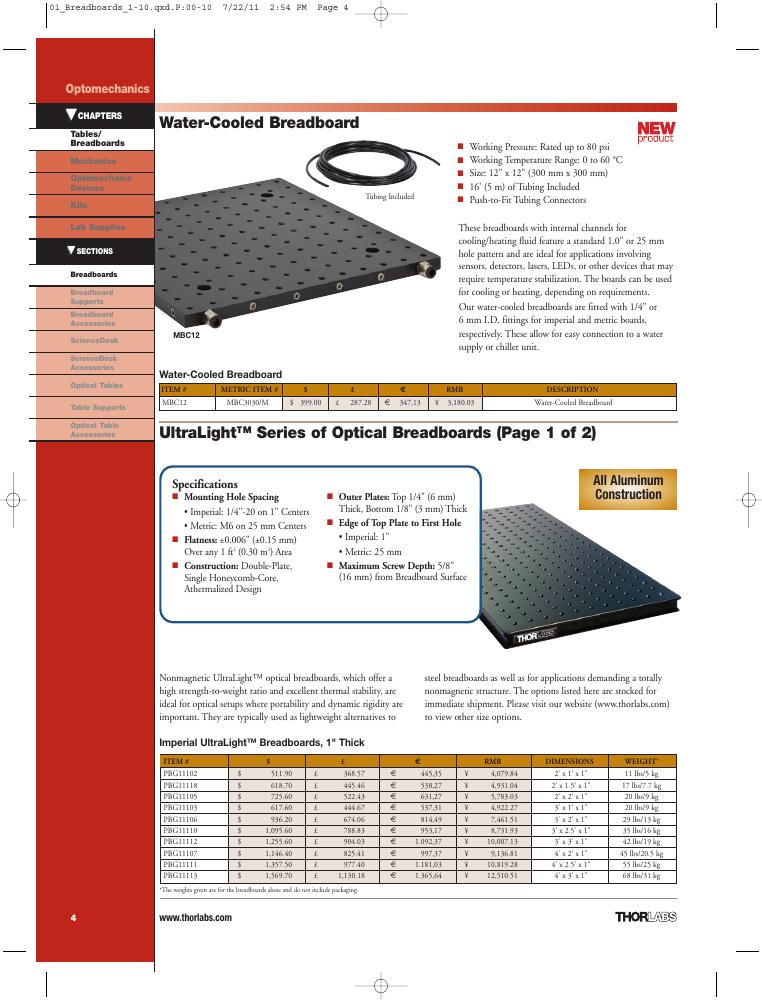 01_Breadboards_1-10.qxd.P:00-10 7/22/11 2:54 PM Page 4
Optomechanics
CHAPTERS
Tables/
Breadboards
Mechanics
Optomechanic
Devices
Kits
Lab Supplies
SECTIONS
Breadboards
Breadboard
Supports
Breadboard
Accessories
ScienceDesk
ScienceDesk
Accessories
Optical Tables
Table Supports
Optical Table
Accessories
4
Water-Cooled Breadboard
NEW
product
Tubing Included
MBC12
Working Pressure: Rated up to 80 psi
Working Temperature Range: 0 to 60 °C
Size: 12" x 12" (300 mm x 300 mm)
16' (5 m) of Tubing Included
Push-to-Fit Tubing Connectors
These breadboards with internal channels for
cooling/heating fluid feature a standard 1.0" or 25 mm
hole pattern and are ideal for applications involving
sensors, detectors, lasers, LEDs, or other devices that may
require temperature stabilization. The boards can be used
for cooling or heating, depending on requirements.
Our water-cooled breadboards are fitted with 1/4" or
6 mm I.D. fittings for imperial and metric boards,
respectively. These allow for easy connection to a water
supply or chiller unit.
Water-Cooled Breadboard
ITEM # METRIC ITEM # $ £ € RMB DESCRIPTION
MBC12 MBC3030/M $ 399.00 £ 287.28 € 347,13 ¥ 3,180.03 Water-Cooled Breadboard
UltraLight™ Series of Optical Breadboards (Page 1 of 2)
Specifications
Mounting Hole Spacing
• Imperial: 1/4"-20 on 1" Centers
• Metric: M6 on 25 mm Centers
Flatness: ±0.006" (±0.15 mm)
Over any 1 ft² (0.30 m²) Area
Construction: Double-Plate,
Single Honeycomb-Core,
Athermalized Design
Outer Plates: Top 1/4" (6 mm)
Thick, Bottom 1/8" (3 mm) Thick
Edge of Top Plate to First Hole
• Imperial: 1"
• Metric: 25 mm
Maximum Screw Depth: 5/8"
(16 mm) from Breadboard Surface
All Aluminum
Construction
THORLABS
Nonmagnetic UltraLight™ optical breadboards, which offer a
high strength-to-weight ratio and excellent thermal stability, are
ideal for optical setups where portability and dynamic rigidity are
important. They are typically used as lightweight alternatives to
steel breadboards as well as for applications demanding a totally
nonmagnetic structure. The options listed here are stocked for
immediate shipment. Please visit our website (www.thorlabs.com)
to view other size options.
Imperial UltraLight™ Breadboards, 1" Thick
ITEM # $ £ € RMB DIMENSIONS WEIGHT*
PBG11102 $ 511.90 £ 368.57 € 445,35 ¥ 4,079.84 2' x 1' x 1" 11 lbs/5 kg
PBG11118 $ 618.70 £ 445.46 € 538,27 ¥ 4,931.04 2' x 1.5' x 1" 17 lbs/7.7 kg
PBG11105 $ 725.60 £ 522.43 € 631,27 ¥ 5,783.03 2' x 2' x 1" 20 lbs/9 kg
PBG11103 $ 617.60 £ 444.67 € 537,31 ¥ 4,922.27 3' x 1' x 1" 20 lbs/9 kg
PBG11106 $ 936.20 £ 674.06 € 814,49 ¥ 7,461.51 3' x 2' x 1" 29 lbs/13 kg
PBG11110 $ 1,095.60 £ 788.83 € 953,17 ¥ 8,731.93 3' x 2.5' x 1" 35 lbs/16 kg
PBG11112 $ 1,255.60 £ 904.03 € 1.092,37 ¥ 10,007.13 3' x 3' x 1" 42 lbs/19 kg
PBG11107 $ 1,146.40 £ 825.41 € 997,37 ¥ 9,136.81 4' x 2' x 1" 45 lbs/20.5 kg
PBG11111 $ 1,357.50 £ 977.40 € 1.181,03 ¥ 10,819.28 4' x 2.5' x 1" 55 lbs/25 kg
PBG11113 $ 1,569.70 £ 1,130.18 € 1.365,64 ¥ 12,510.51 4' x 3' x 1" 68 lbs/31 kg
*The weights given are for the breadboards alone and do not include packaging.
www.thorlabs.com
THORLABS